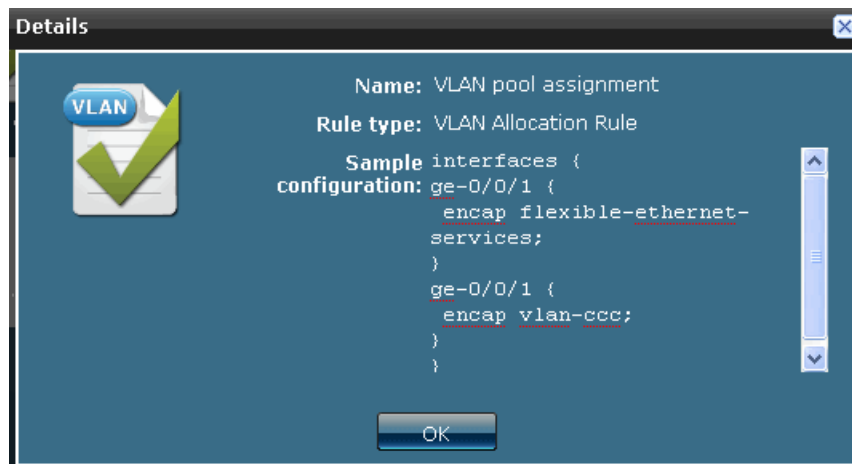 Details
VLAN
Name: VLAN pool assignment
Rule type: VLAN Allocation Rule
Sample configuration: interfaces {
ge-0/0/1 {
encap flexible-ethernet-
services;
}
ge-0/0/1 {
encap vlan-ccc;
}
}
OK